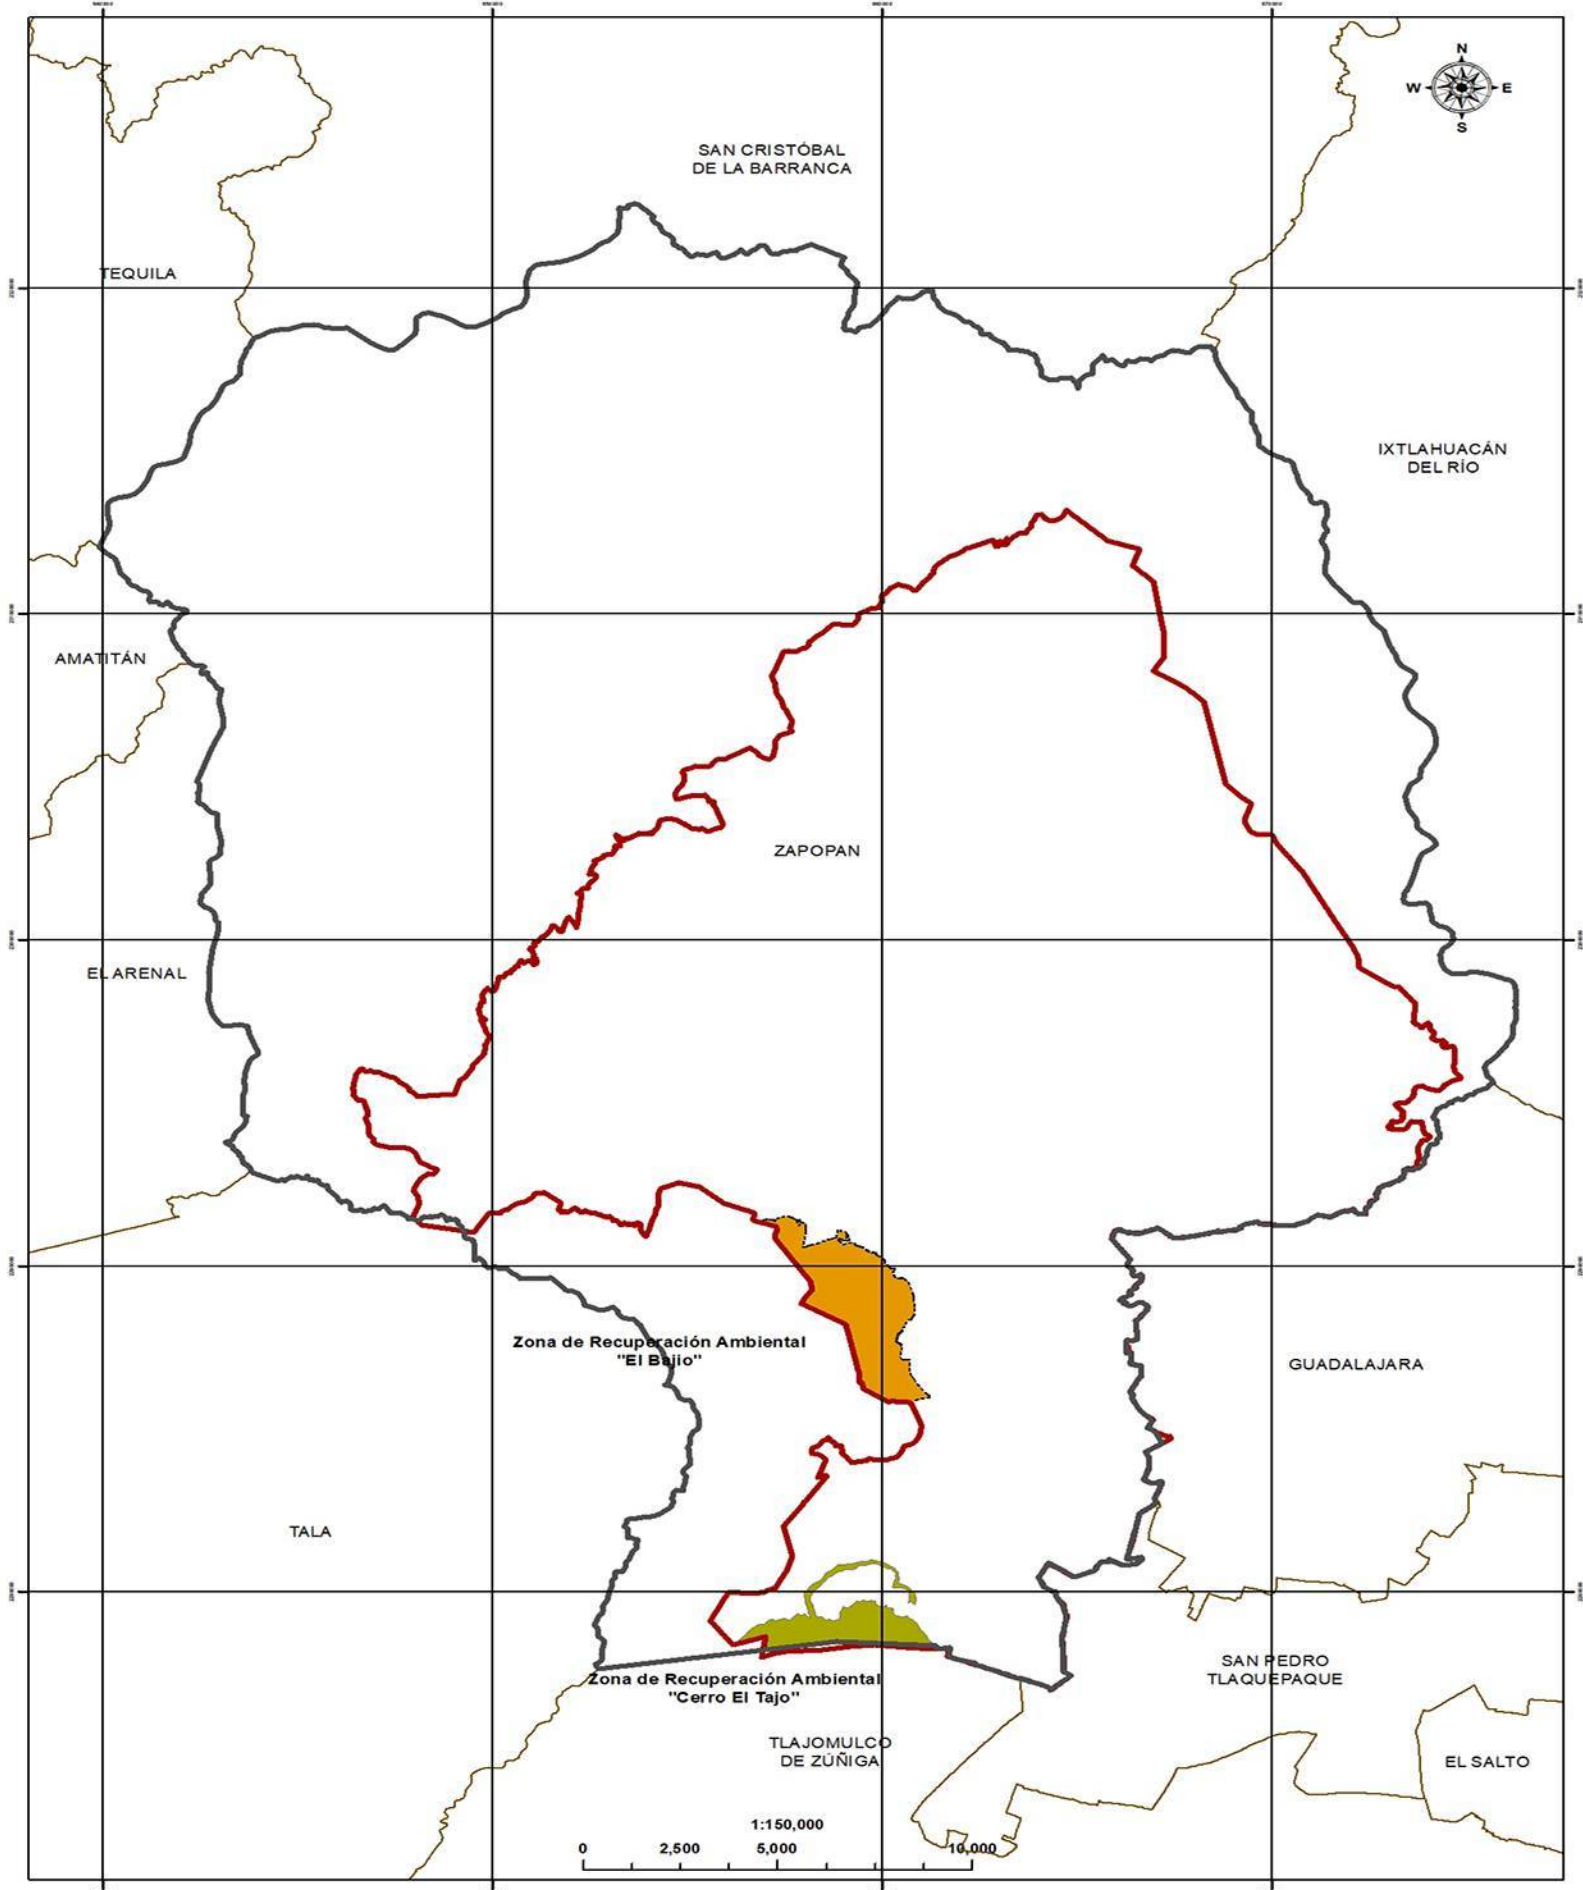 N
W
E
S
SAN CRISTÓBAL
DE LA BARRANCA
TEQUILA
IXTLAHUACÁN
DEL RÍO
AMATITÁN
ZAPOPAN
EL ARENAL
Zona de Recuperación Ambiental
"El Bajio"
GUADALAJARA
TALA
SAN PEDRO
TLAQUEPAQUE
Zona de Recuperación Ambiental
"Cerro El Tajo"
TLAJOMULCO
DE ZÚÑIGA
EL SALTO
1:150,000
0 2,500 5,000 10,000